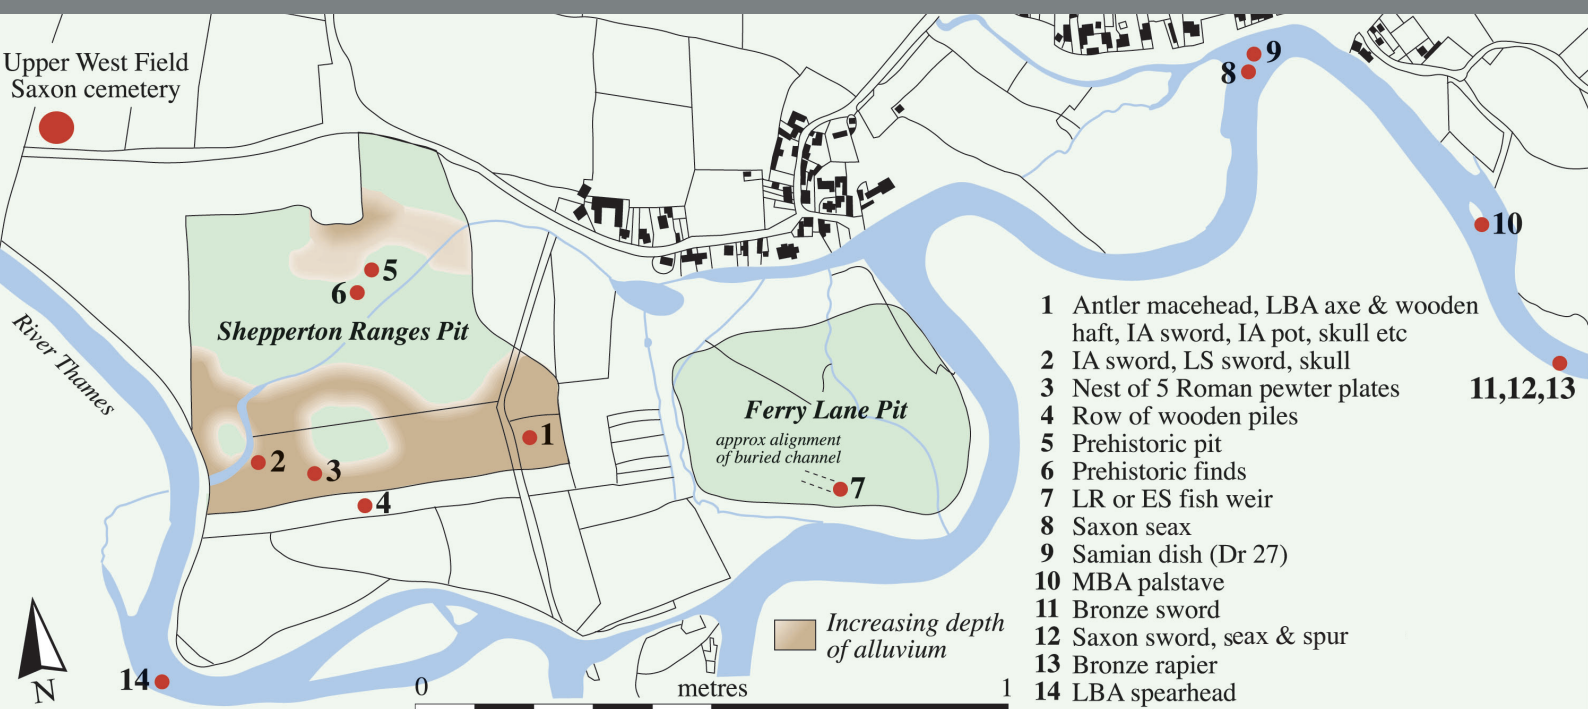 Upper West Field
Saxon cemetery
9
8
10
5
6
Shepperton Ranges Pit
River Thames
Ferry Lane Pit
approx alignment
of buried channel
1
2
3
7
4
11,12,13
1 Antler macehead, LBA axe & wooden
haft, IA sword, IA pot, skull etc
2 IA sword, LS sword, skull
3 Nest of 5 Roman pewter plates
4 Row of wooden piles
5 Prehistoric pit
6 Prehistoric finds
7 LR or ES fish weir
8 Saxon seax
9 Samian dish (Dr 27)
10 MBA palstave
11 Bronze sword
12 Saxon sword, seax & spur
13 Bronze rapier
14 LBA spearhead
Increasing depth
of alluvium
14
N
0 metres 1